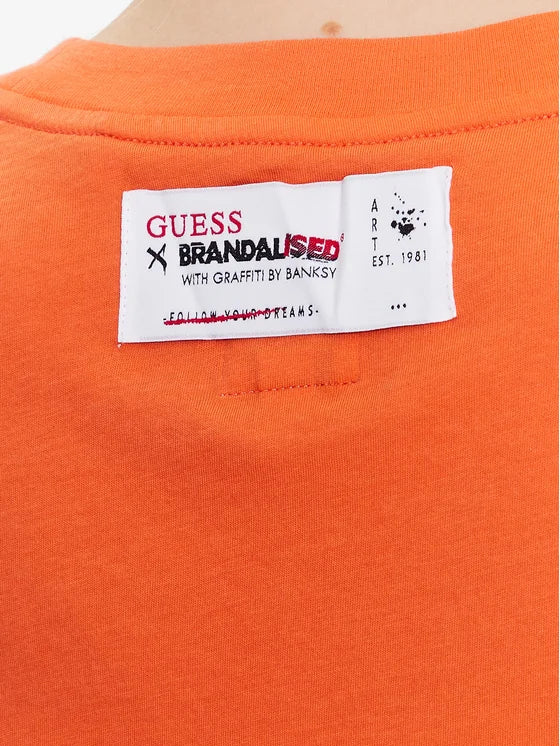 GUESS
X BRANDALISED®
WITH GRAFFITI BY BANKSY
-FOLLOW YOUR DREAMS-
ART
EST. 1981
...